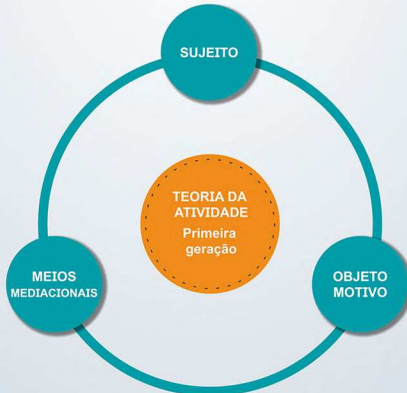 SUJEITO
TEORIA DA
ATIVIDADE
Primeira
geração
MEIOS
MEDIACIONAIS
OBJETO
MOTIVO